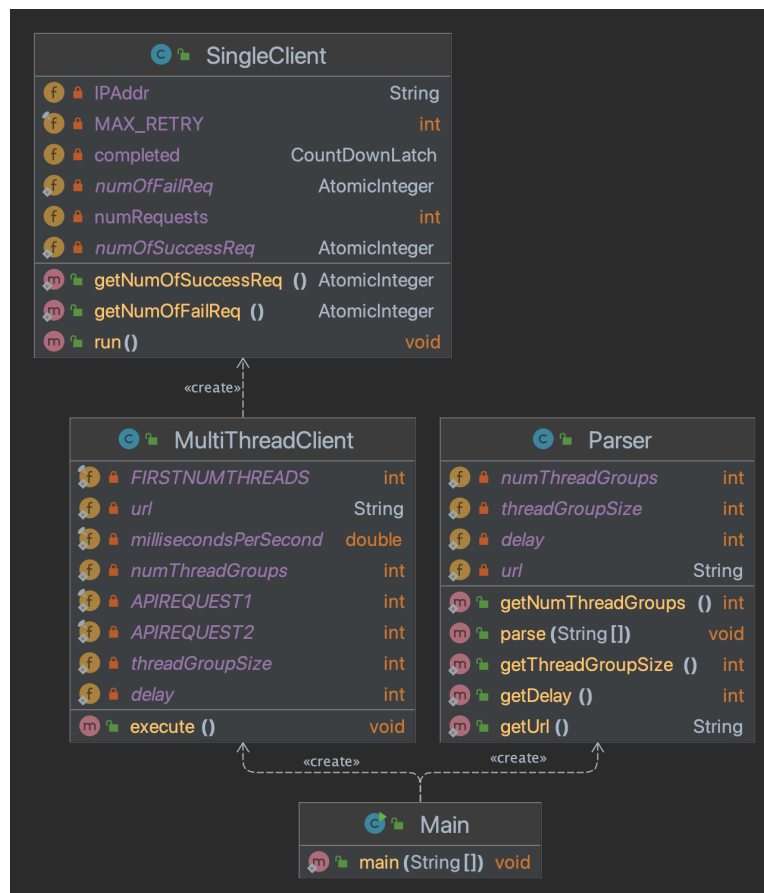 SingleClient
IPAddr String
MAX_RETRY int
completed CountDownLatch
numOfFailReq AtomicInteger
numRequests int
numOfSuccessReq AtomicInteger
getNumOfSuccessReq () AtomicInteger
getNumOfFailReq () AtomicInteger
run() void
«create»
MultiThreadClient
FIRSTNUMTHREADS int
url String
millisecondsPerSecond double
numThreadGroups int
APIREQUEST1 int
APIREQUEST2 int
threadGroupSize int
delay int
execute () void
Parser
numThreadGroups int
threadGroupSize int
delay int
url String
getNumThreadGroups () int
parse (String[]) void
getThreadGroupSize () int
getDelay () int
getUrl () String
«create»
«create»
Main
main (String[]) void